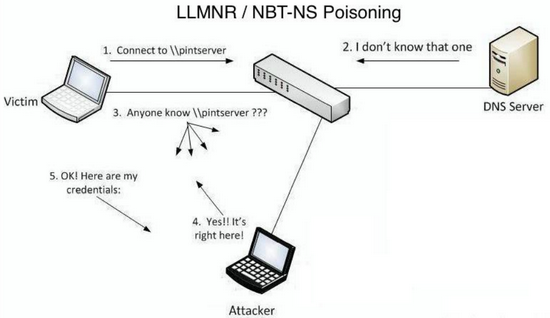 LLMNR / NBT-NS Poisoning
1. Connect to \\pintserver
2. I don't know that one
Victim
DNS Server
3. Anyone know \\pintserver ???
5. OK! Here are my
credentials:
4. Yes!! It's
right here!
Attacker